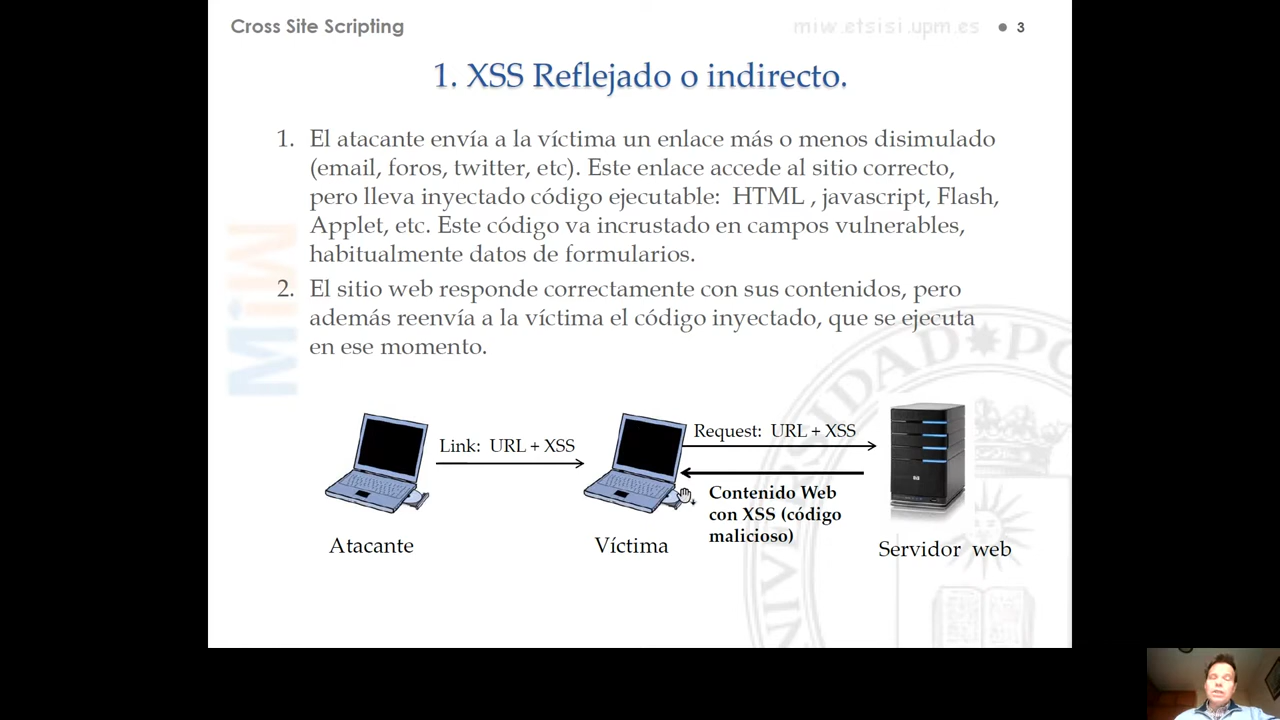 Cross Site Scripting
miw.etsisi.upm.es
3
1. XSS Reflejado o indirecto.
1. El atacante envía a la víctima un enlace más o menos disimulado
(email, foros, twitter, etc). Este enlace accede al sitio correcto,
pero lleva inyectado código ejecutable: HTML , javascript, Flash,
Applet, etc. Este código va incrustado en campos vulnerables,
habitualmente datos de formularios.
2. El sitio web responde correctamente con sus contenidos, pero
además reenvía a la víctima el código inyectado, que se ejecuta
en ese momento.
MiW
UNIVERSIDAD PO
Link: URL + XSS
Request: URL + XSS
Contenido Web
con XSS (código
malicioso)
Atacante
Víctima
Servidor web
hp